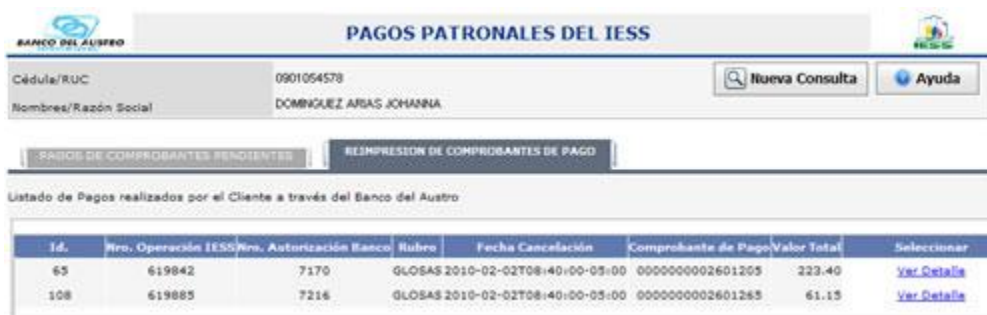 BANCO DEL AUSTRO
PAGOS PATRONALES DEL IESS
IESS
Cédula/RUC 0901054578
Nueva Consulta
Ayuda
Nombres/Razón Social DOMINGUEZ ARIAS JOHANNA
PAGOS DE COMPROBANTES PENDIENTES
REIMPRESION DE COMPROBANTES DE PAGO
Listado de Pagos realizados por el Cliente a través del Banco del Austro
Id. Nro. Operación IESS Nro. Autorización Banco Rubro Fecha Cancelación Comprobante de Pago Valor Total Seleccionar
65 619842 7170 GLOSAS 2010-02-02T08:40:00-05:00 0000000002601205 223.40 Ver Detalle
108 619885 7216 GLOSAS 2010-02-02T08:40:00-05:00 0000000002601265 61.15 Ver Detalle